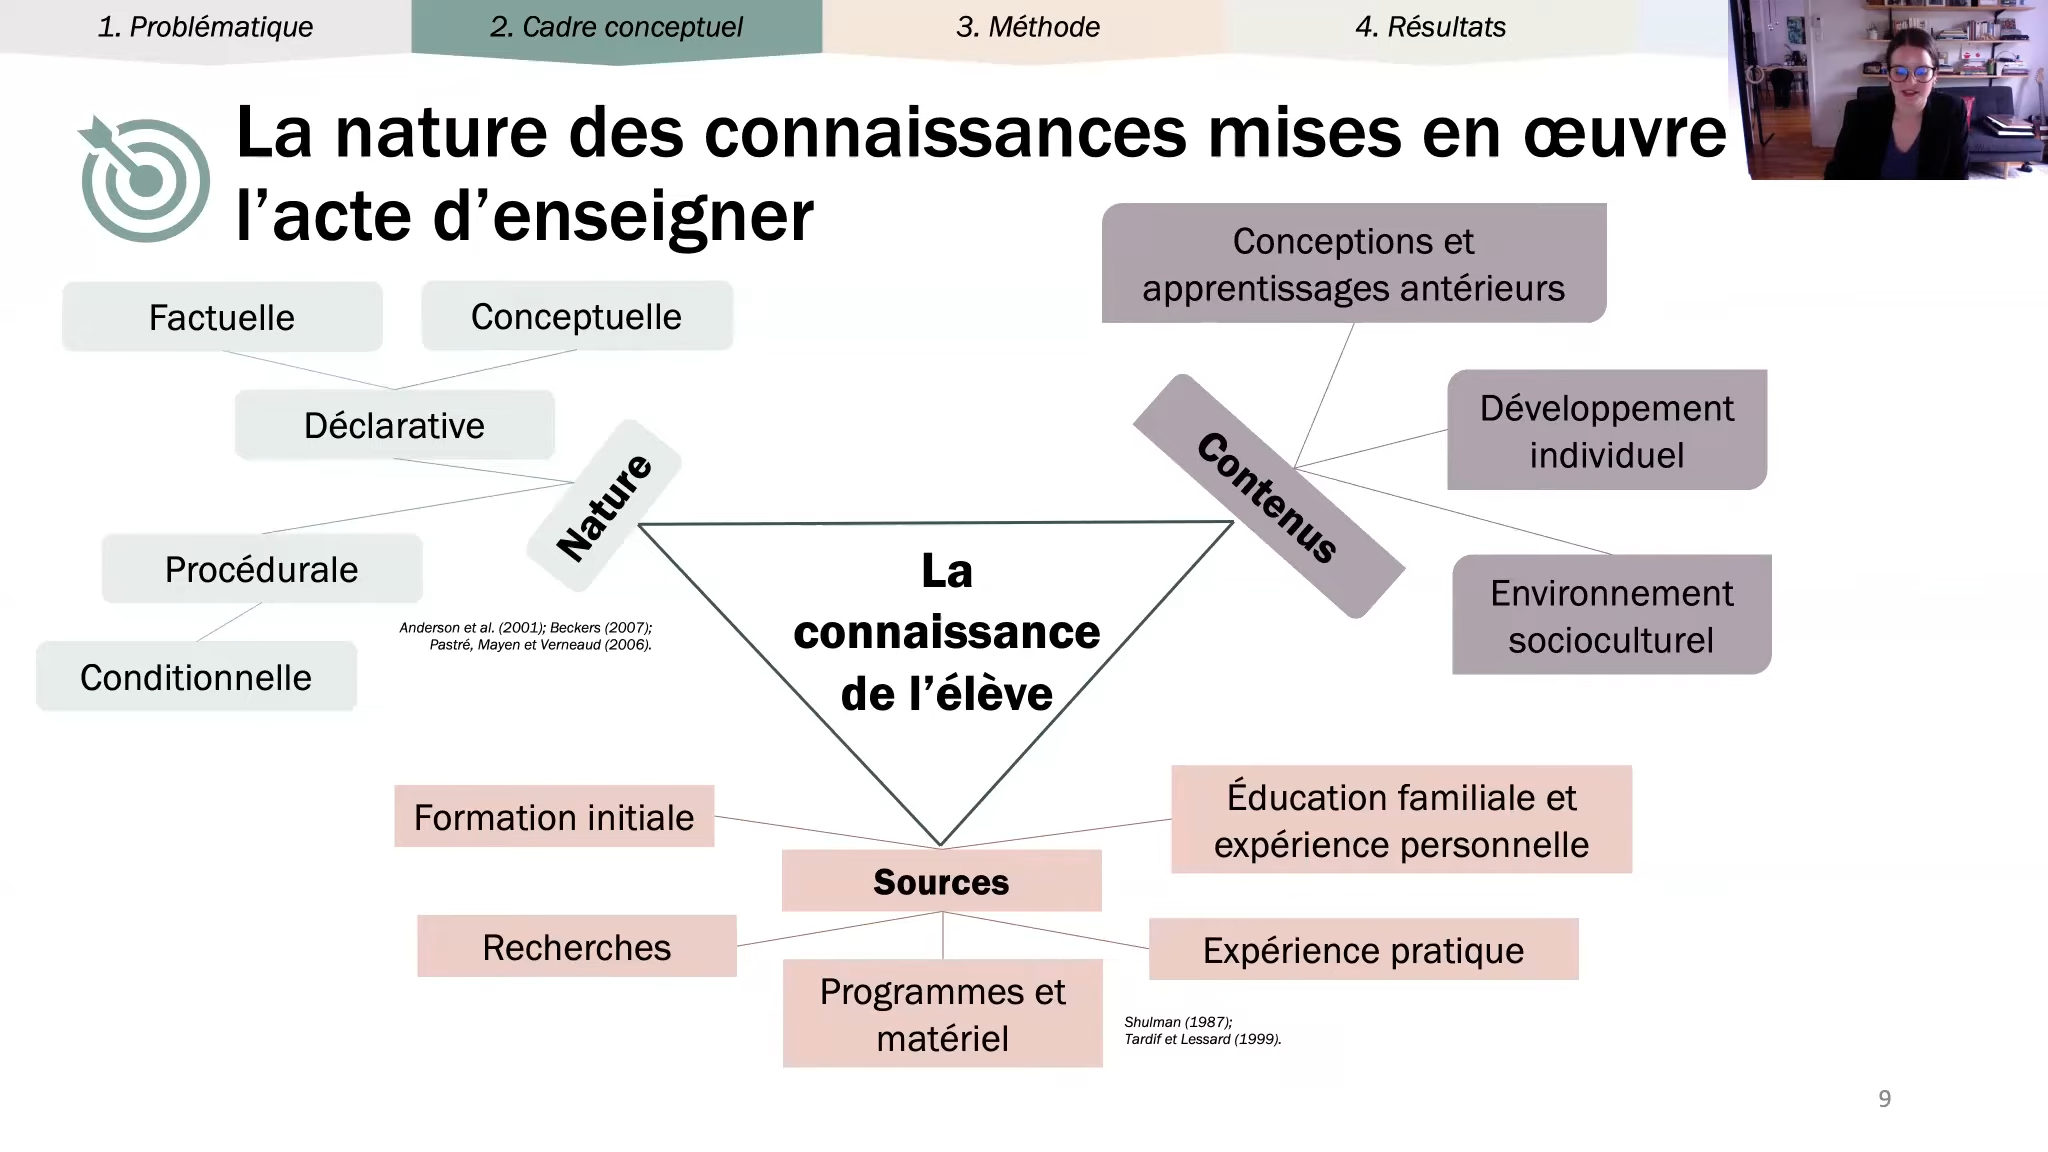 1. Problématique
2. Cadre conceptuel
3. Méthode
4. Résultats
La nature des connaissances mises en œuvre
l’acte d’enseigner
Factuelle
Conceptuelle
Déclarative
Procédurale
Conditionnelle
Nature
Anderson et al. (2001); Beckers (2007);
Pastré, Mayen et Verneaud (2006).
Conceptions et
apprentissages antérieurs
Développement
individuel
Environnement
socioculturel
Contenus
La
connaissance
de l’élève
Formation initiale
Éducation familiale et
expérience personnelle
Sources
Recherches
Expérience pratique
Programmes et
matériel
Shulman (1987);
Tardif et Lessard (1999).
9